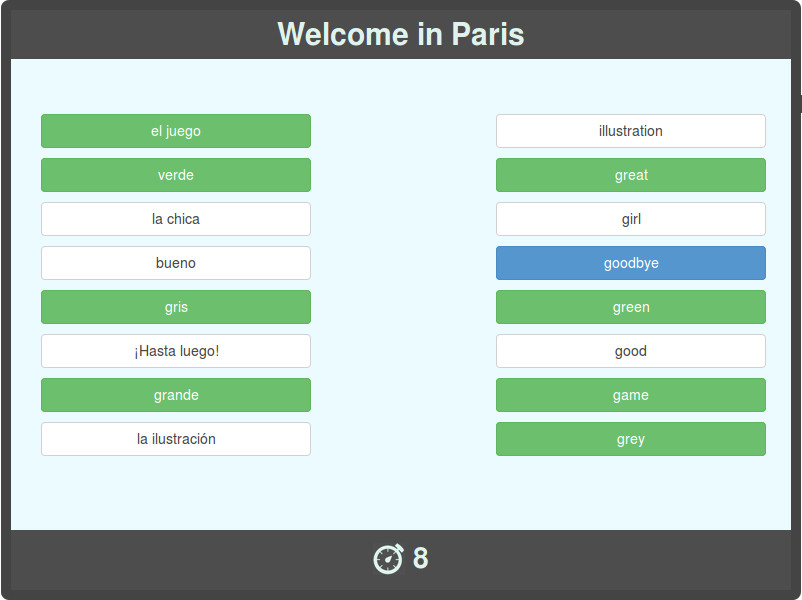 Welcome in Paris
el juego
illustration
verde
great
la chica
girl
bueno
goodbye
gris
green
¡Hasta luego!
good
grande
game
la ilustración
grey
8